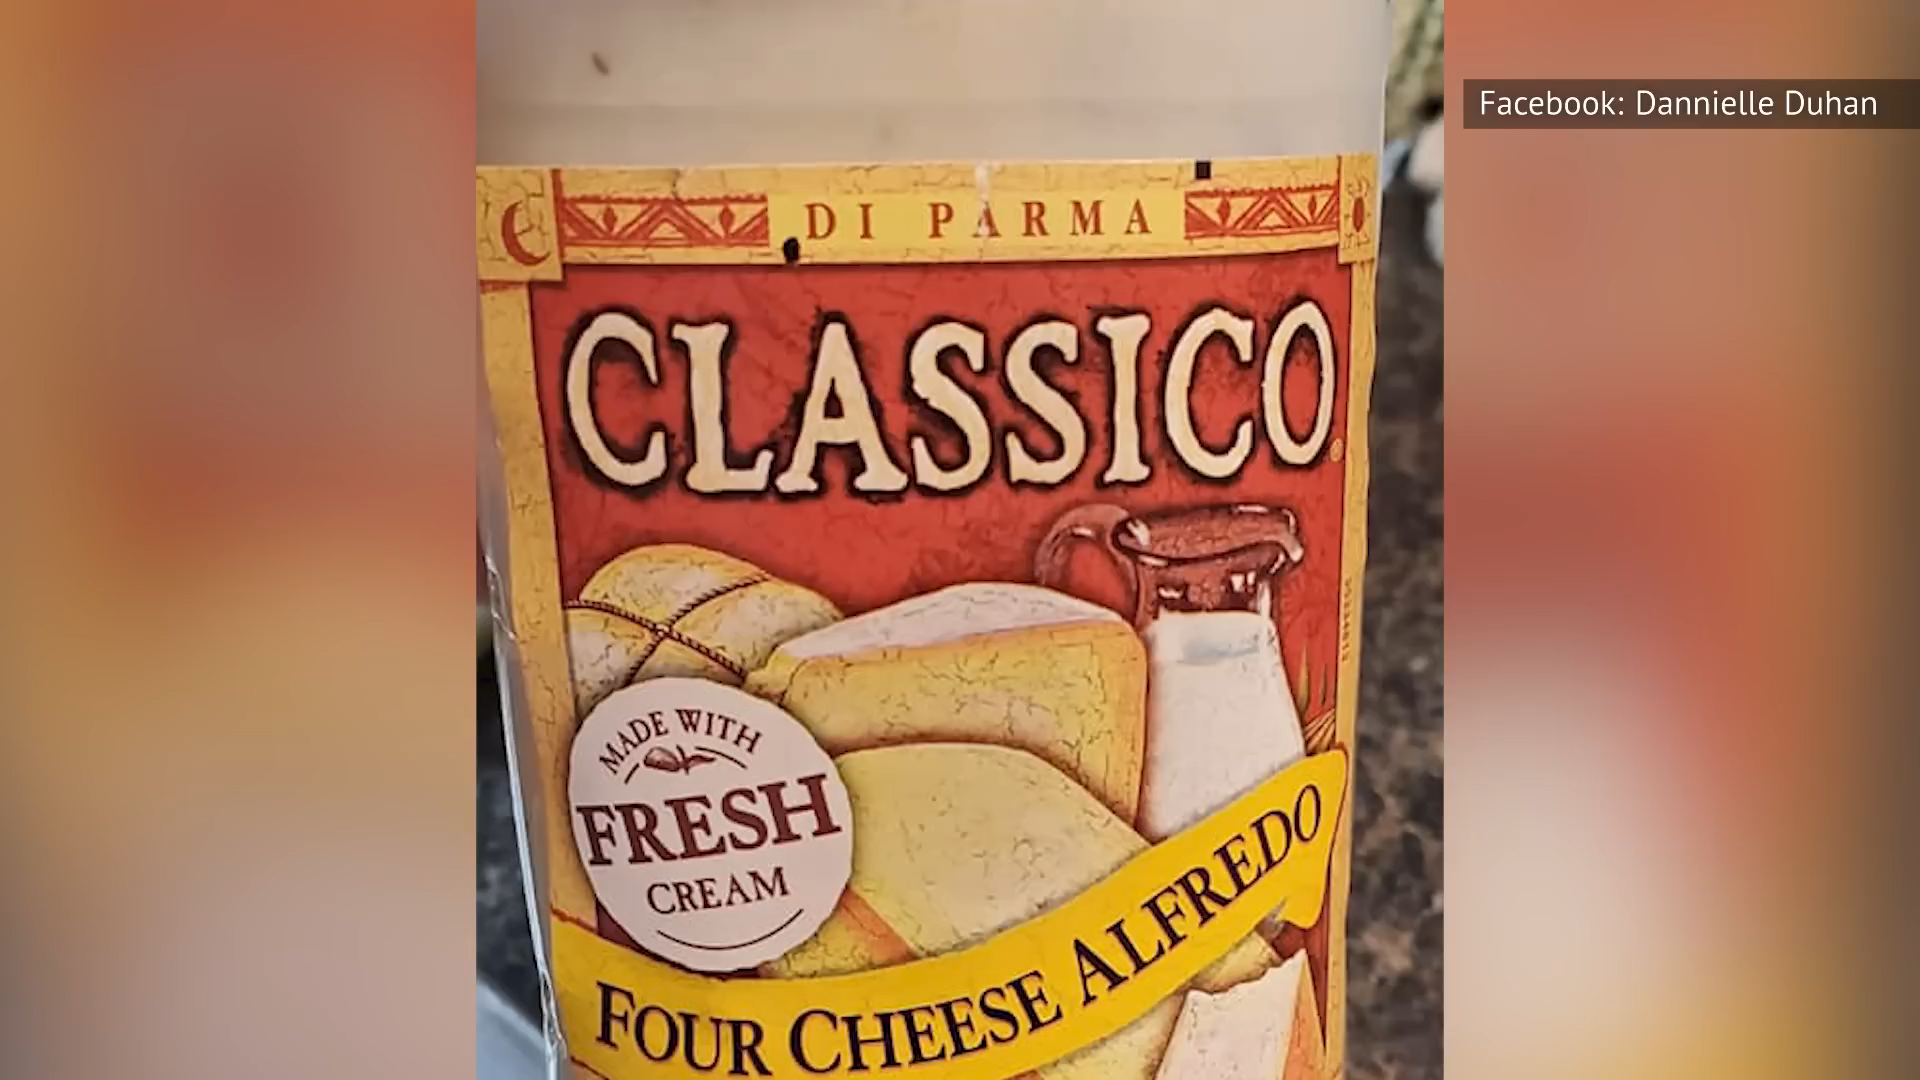 Facebook: Dannielle Duhan
DI PARMA
CLASSICO
MADE WITH
FRESH
CREAM
FOUR CHEESE ALFREDO